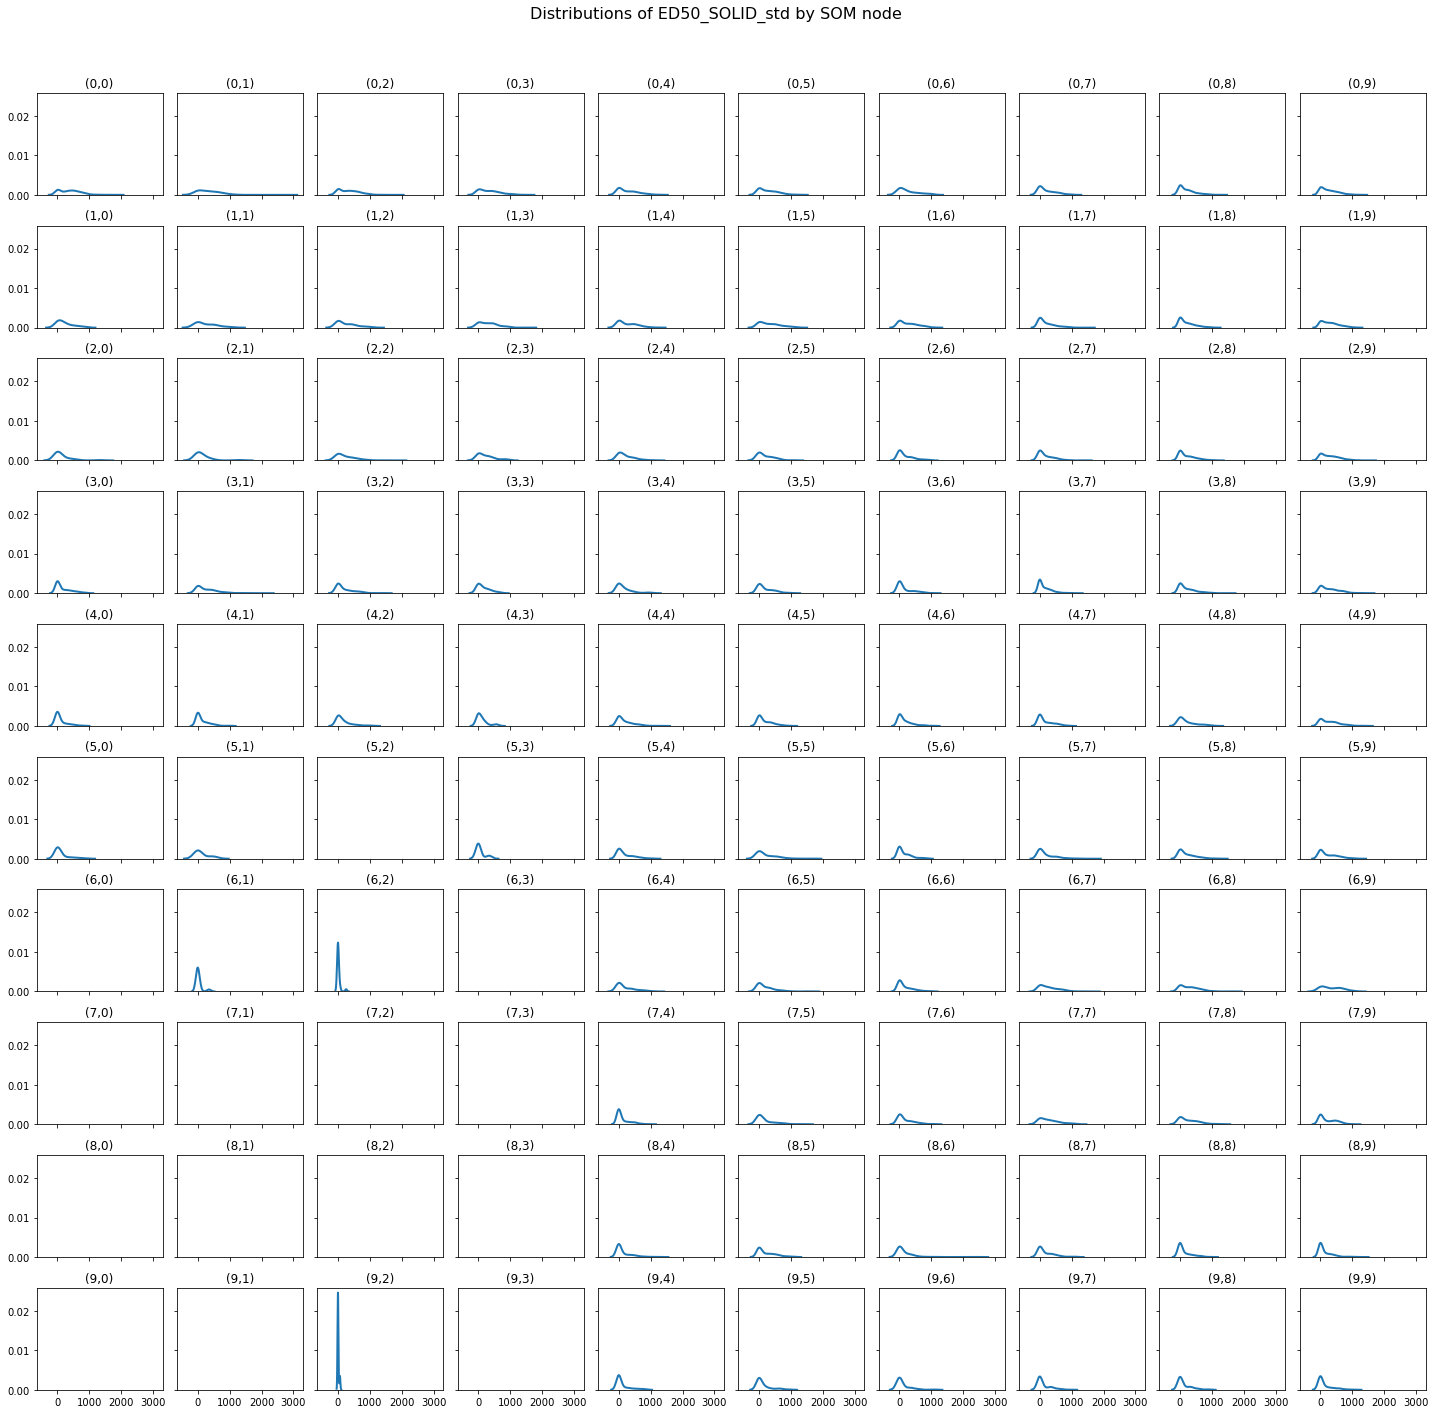 Distributions of ED50_SOLID_std by SOM node
(0,0) (0,1) (0,2) (0,3) (0,4) (0,5) (0,6) (0,7) (0,8) (0,9)
0.02
0.01
0.00
(1,0) (1,1) (1,2) (1,3) (1,4) (1,5) (1,6) (1,7) (1,8) (1,9)
0.02
0.01
0.00
(2,0) (2,1) (2,2) (2,3) (2,4) (2,5) (2,6) (2,7) (2,8) (2,9)
0.02
0.01
0.00
(3,0) (3,1) (3,2) (3,3) (3,4) (3,5) (3,6) (3,7) (3,8) (3,9)
0.02
0.01
0.00
(4,0) (4,1) (4,2) (4,3) (4,4) (4,5) (4,6) (4,7) (4,8) (4,9)
0.02
0.01
0.00
(5,0) (5,1) (5,2) (5,3) (5,4) (5,5) (5,6) (5,7) (5,8) (5,9)
0.02
0.01
0.00
(6,0) (6,1) (6,2) (6,3) (6,4) (6,5) (6,6) (6,7) (6,8) (6,9)
0.02
0.01
0.00
(7,0) (7,1) (7,2) (7,3) (7,4) (7,5) (7,6) (7,7) (7,8) (7,9)
0.02
0.01
0.00
(8,0) (8,1) (8,2) (8,3) (8,4) (8,5) (8,6) (8,7) (8,8) (8,9)
0.02
0.01
0.00
(9,0) (9,1) (9,2) (9,3) (9,4) (9,5) (9,6) (9,7) (9,8) (9,9)
0.02
0.01
0.00
0 1000 2000 3000 0 1000 2000 3000 0 1000 2000 3000 0 1000 2000 3000 0 1000 2000 3000 0 1000 2000 3000 0 1000 2000 3000 0 1000 2000 3000 0 1000 2000 3000 0 1000 2000 3000